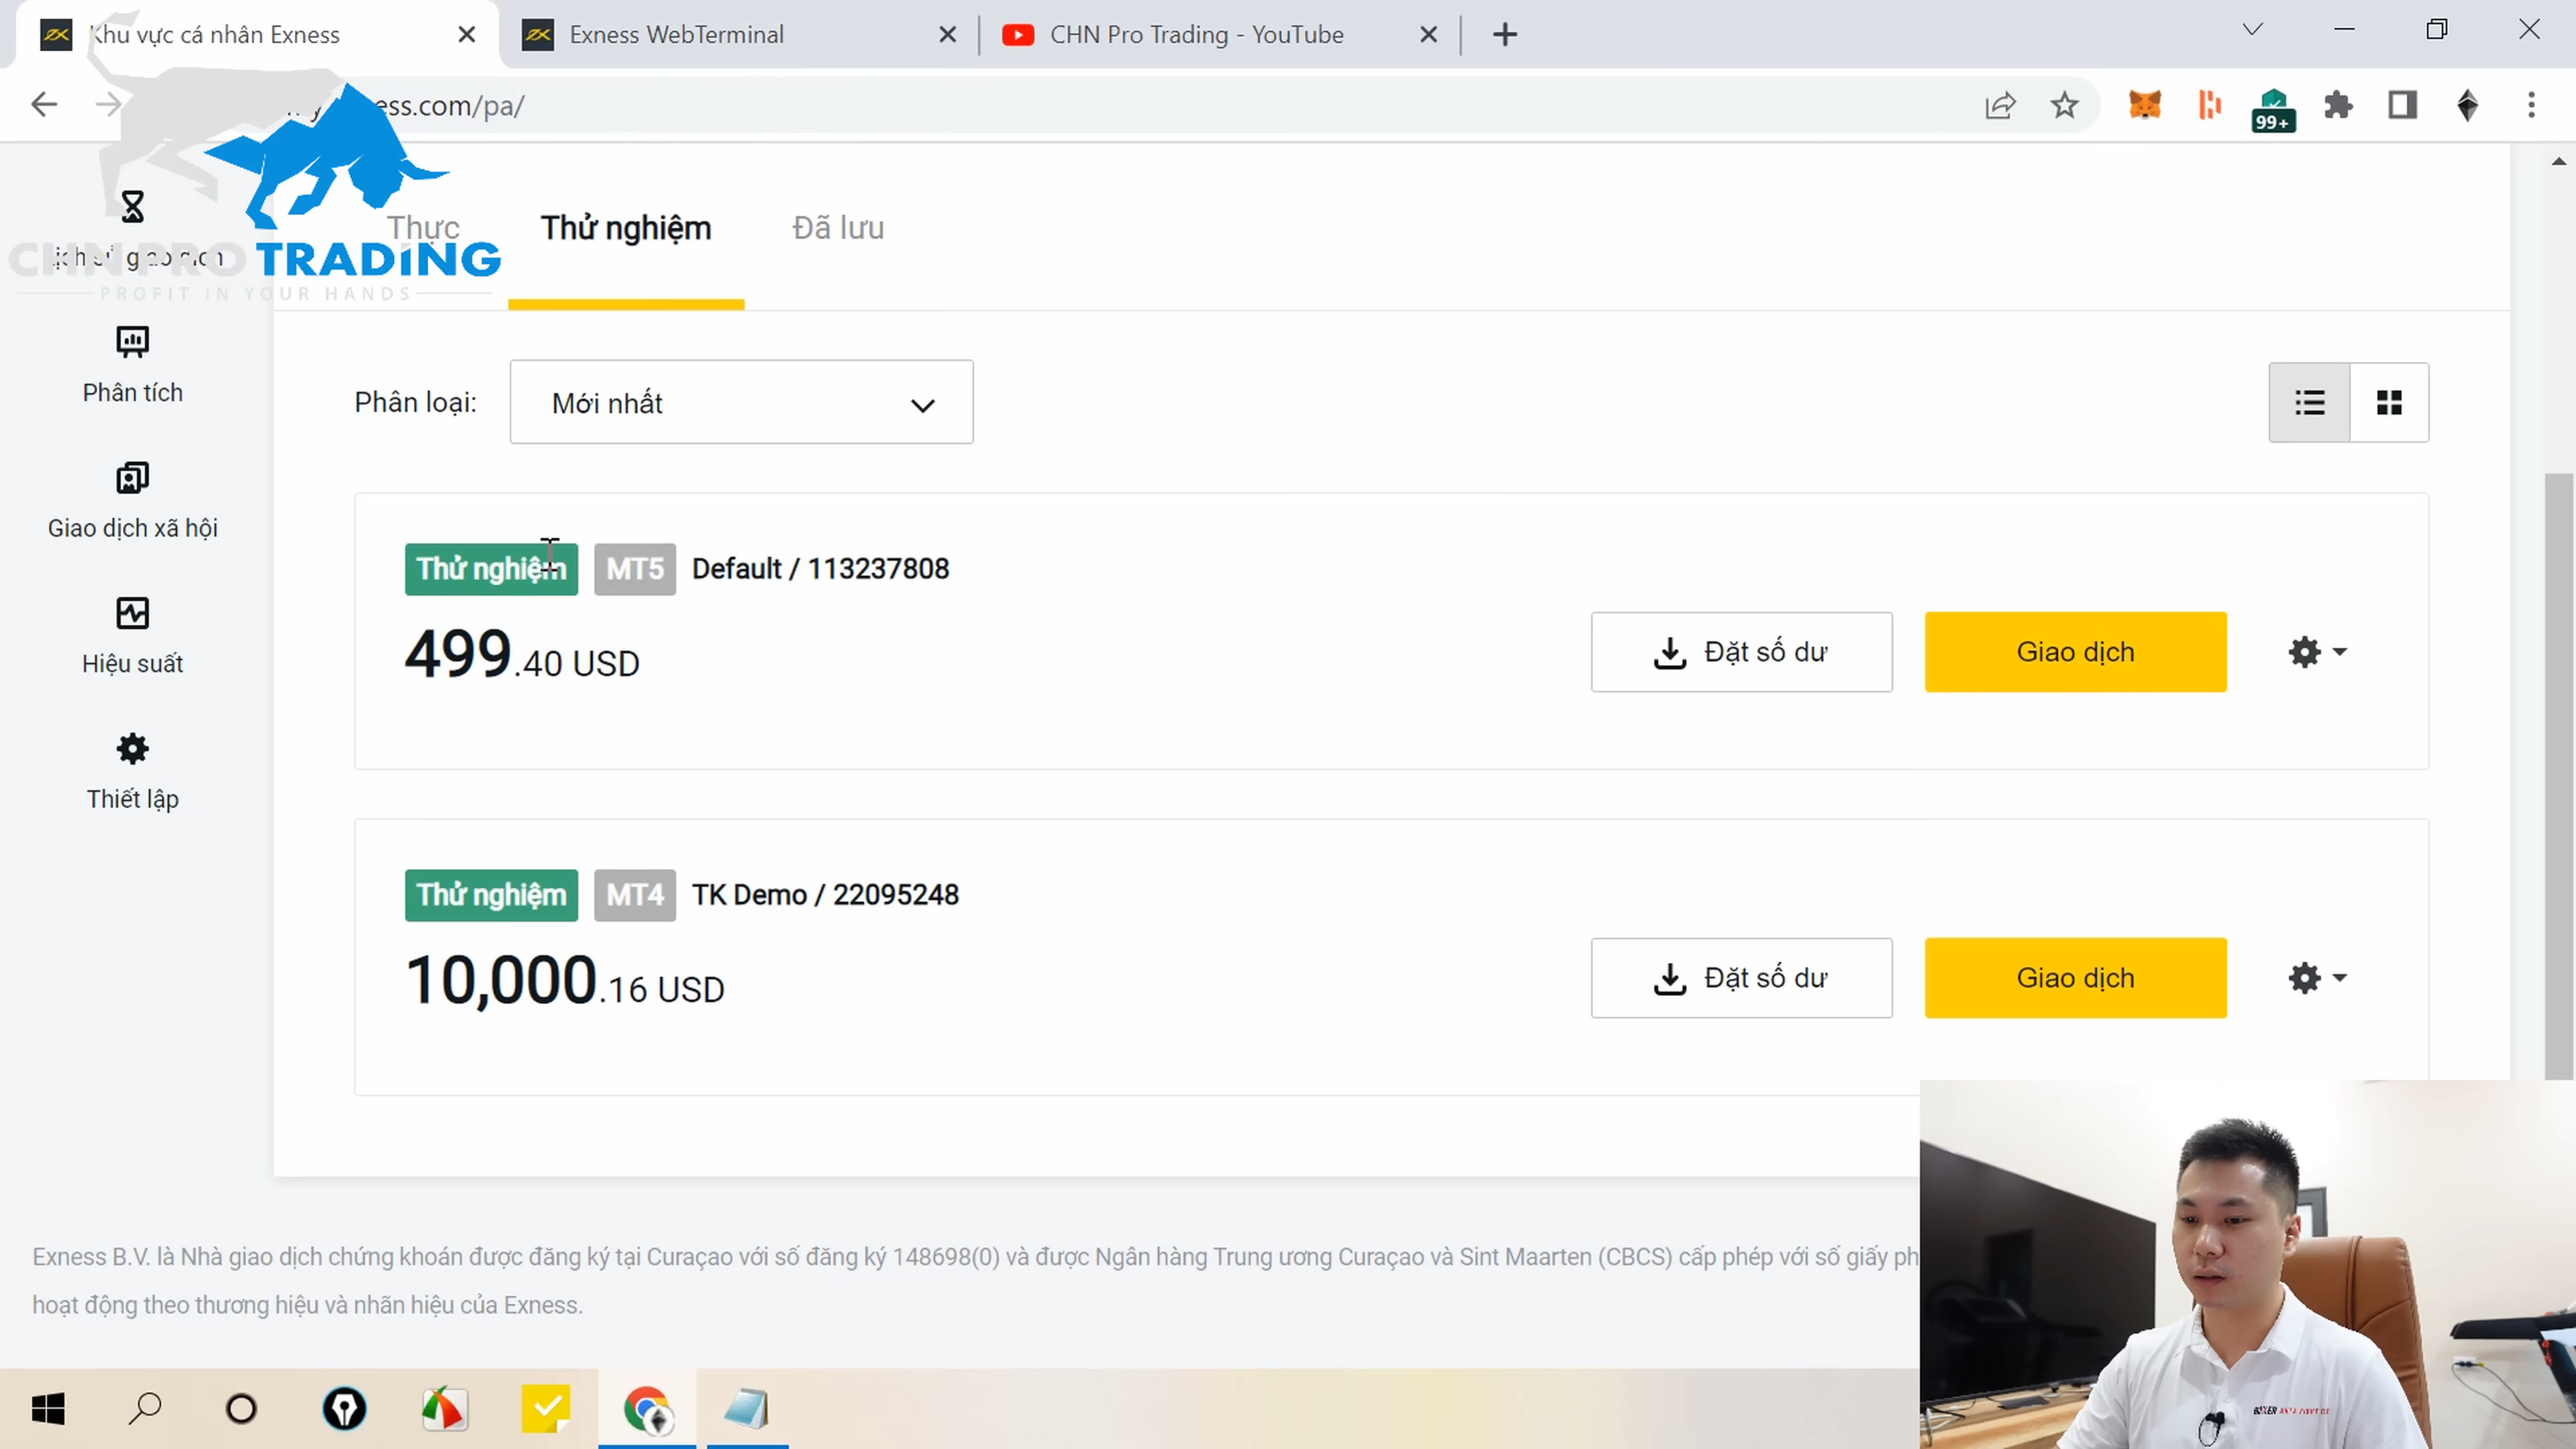 Khu vực cá nhân Exness
Exness WebTerminal
CHN Pro Trading - YouTube
ess.com/pa/
99+
CHN PRO TRADING
PROFIT IN YOUR HANDS
Thực
Thử nghiệm
Đã lưu
Phân tích
Giao dịch xã hội
Hiệu suất
Thiết lập
Phân loại:
Mới nhất
Thử nghiệm MT5 Default / 113237808
499.40 USD
Đặt số dư
Giao dịch
Thử nghiệm MT4 TK Demo / 22095248
10,000.16 USD
Đặt số dư
Giao dịch
Exness B.V. là Nhà giao dịch chứng khoán được đăng ký tại Curaçao với số đăng ký 148698(0) và được Ngân hàng Trung ương Curaçao và Sint Maarten (CBCS) cấp phép với số giấy ph
hoạt động theo thương hiệu và nhãn hiệu của Exness.